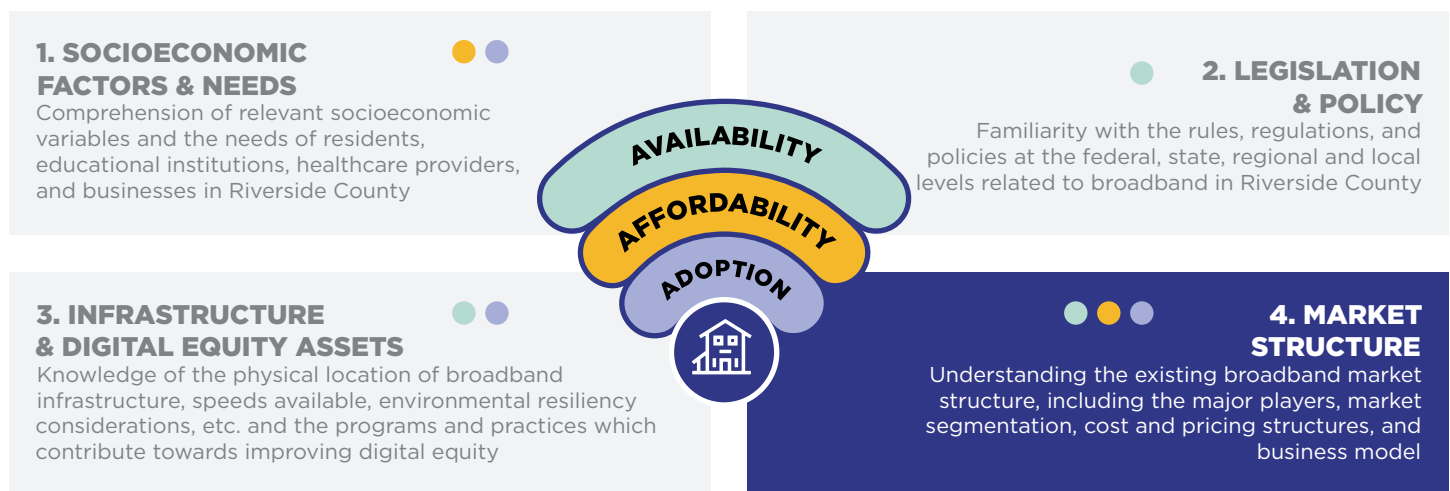 1. SOCIOECONOMIC
FACTORS & NEEDS
Comprehension of relevant socioeconomic
variables and the needs of residents,
educational institutions, healthcare providers,
and businesses in Riverside County
2. LEGISLATION
& POLICY
Familiarity with the rules, regulations, and
policies at the federal, state, regional and local
levels related to broadband in Riverside County
AVAILABILITY
AFFORDABILITY
ADOPTION
3. INFRASTRUCTURE
& DIGITAL EQUITY ASSETS
Knowledge of the physical location of broadband
infrastructure, speeds available, environmental resiliency
considerations, etc. and the programs and practices which
contribute towards improving digital equity
4. MARKET
STRUCTURE
Understanding the existing broadband market
structure, including the major players, market
segmentation, cost and pricing structures, and
business model